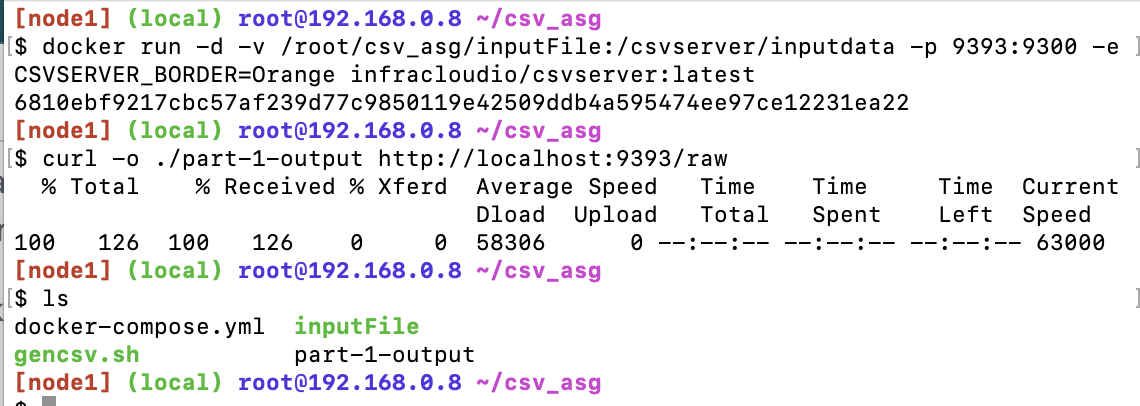 [node1] (local) root@192.168.0.8 ~/csv_asg
[$ docker run -d -v /root/csv_asg/inputFile:/csvserver/inputdata -p 9393:9300 -e ]
CSVSERVER_BORDER=Orange infracloudio/csvserver:latest
6810ebf9217cbc57af239d77c9850119e42509ddb4a595474ee97ce12231ea22
[node1] (local) root@192.168.0.8 ~/csv_asg
[$ curl -o ./part-1-output http://localhost:9393/raw ]
  % Total    % Received % Xferd  Average Speed   Time    Time     Time  Current
                                 Dload  Upload   Total   Spent    Left  Speed
100   126  100   126    0     0  58306      0 --:--:-- --:--:-- --:--:-- 63000
[node1] (local) root@192.168.0.8 ~/csv_asg
[$ ls ]
docker-compose.yml  inputFile
gencsv.sh           part-1-output
[node1] (local) root@192.168.0.8 ~/csv_asg
$